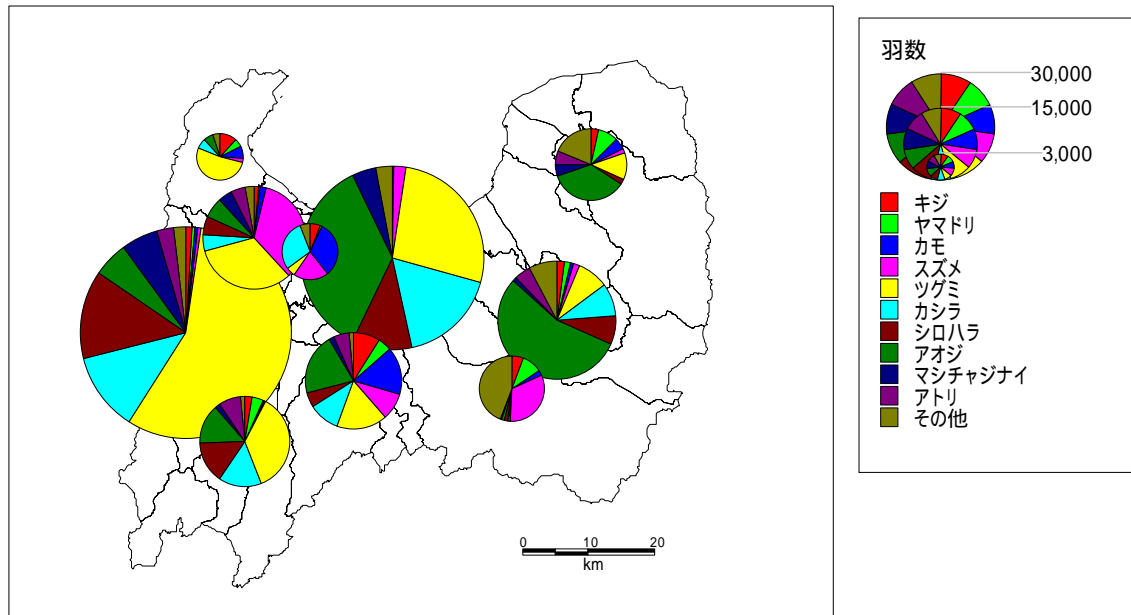 羽数
30,000
15,000
3,000
キジ
ヤマドリ
カモ
スズメ
ツグミ
カシラ
シロハラ
アオジ
マシチャジナイ
アトリ
その他
0 10 20
km